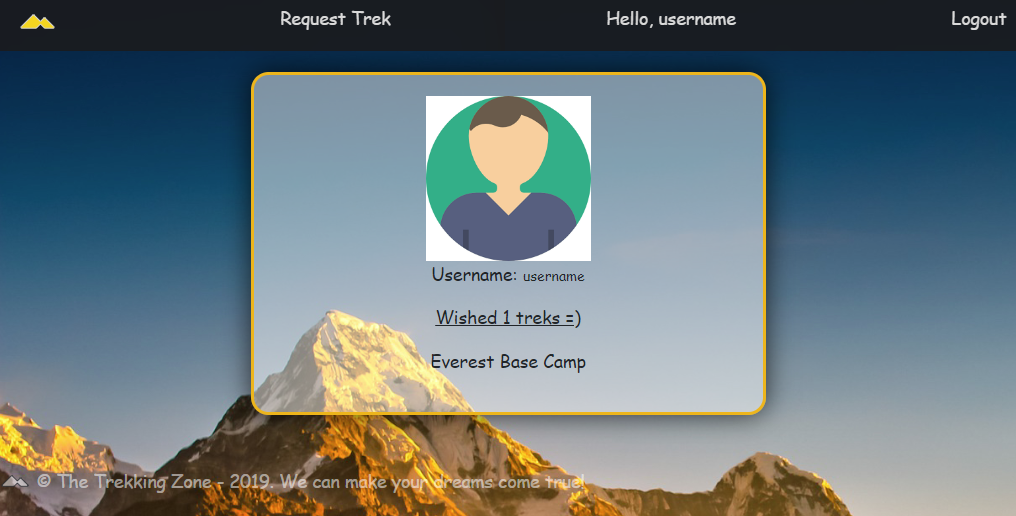 Request Trek
Hello, username
Logout
Username: username
Wished 1 treks =)
Everest Base Camp
© The Trekking Zone - 2019. We can make your dreams come true!